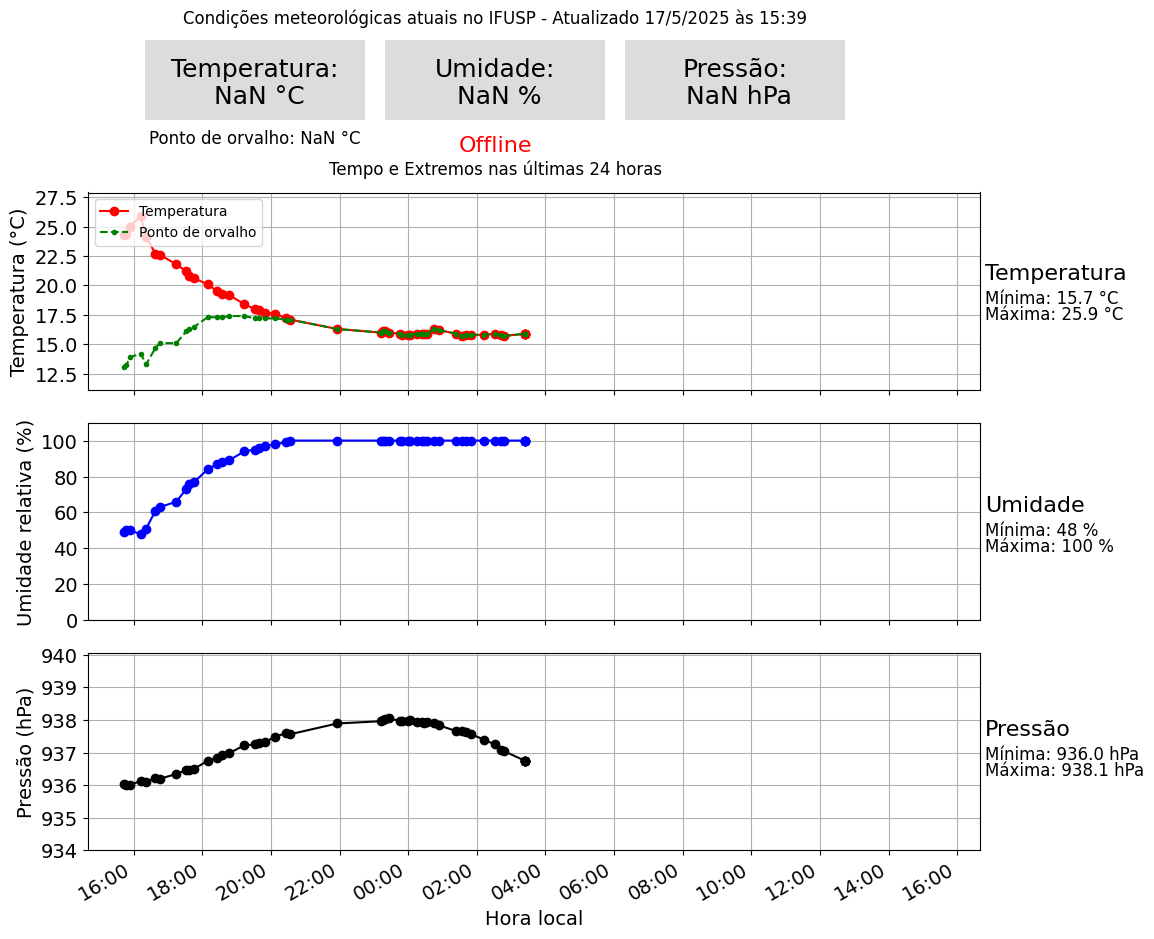 Condições meteorológicas atuais no IFUSP - Atualizado 17/5/2025 às 15:39
Temperatura:
NaN °C
Umidade:
NaN %
Pressão:
NaN hPa
Ponto de orvalho: NaN °C
Offline
Tempo e Extremos nas últimas 24 horas
Temperatura (°C)
27.5
25.0
22.5
20.0
17.5
15.0
12.5
Temperatura
Ponto de orvalho
Temperatura
Mínima: 15.7 °C
Máxima: 25.9 °C
Umidade relativa (%)
100
80
60
40
20
0
Umidade
Mínima: 48 %
Máxima: 100 %
Pressão (hPa)
940
939
938
937
936
935
934
Pressão
Mínima: 936.0 hPa
Máxima: 938.1 hPa
16:00 18:00 20:00 22:00 00:00 02:00 04:00 06:00 08:00 10:00 12:00 14:00 16:00
Hora local